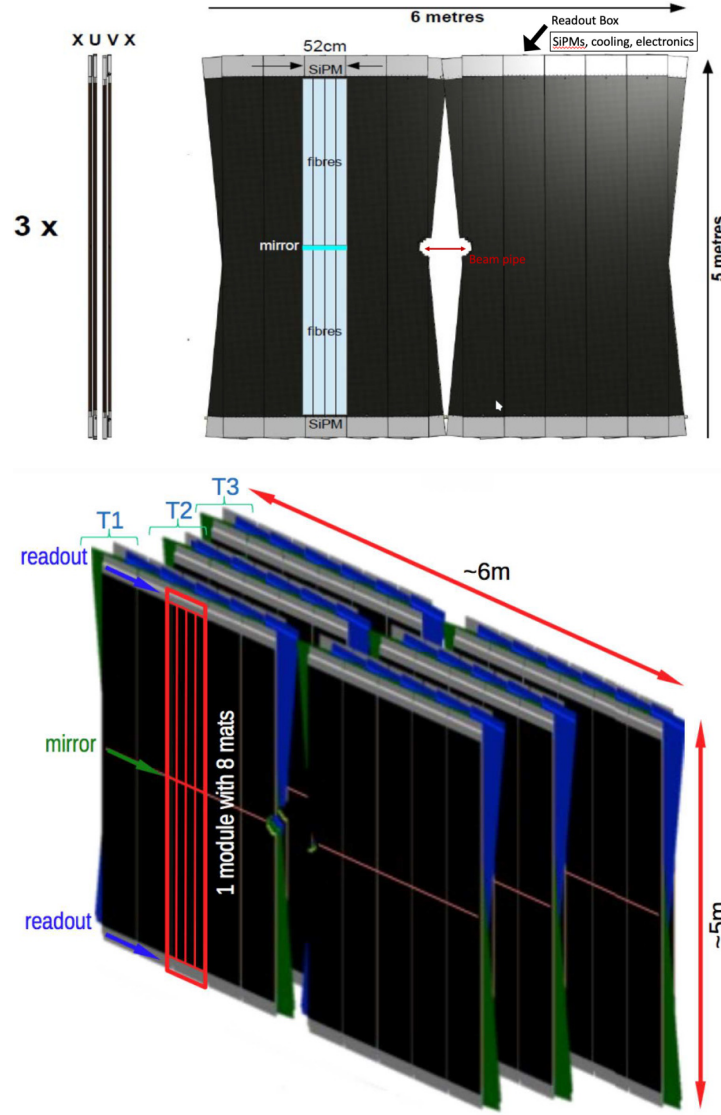 6 metres
Readout Box
SiPMs, cooling, electronics
X U V X
52cm
SiPM
fibres
3 x
mirror
Beam pipe
5 metres
fibres
SiPM
T3
T2
T1
~6m
readout
mirror
1 module with 8 mats
readout
~5m